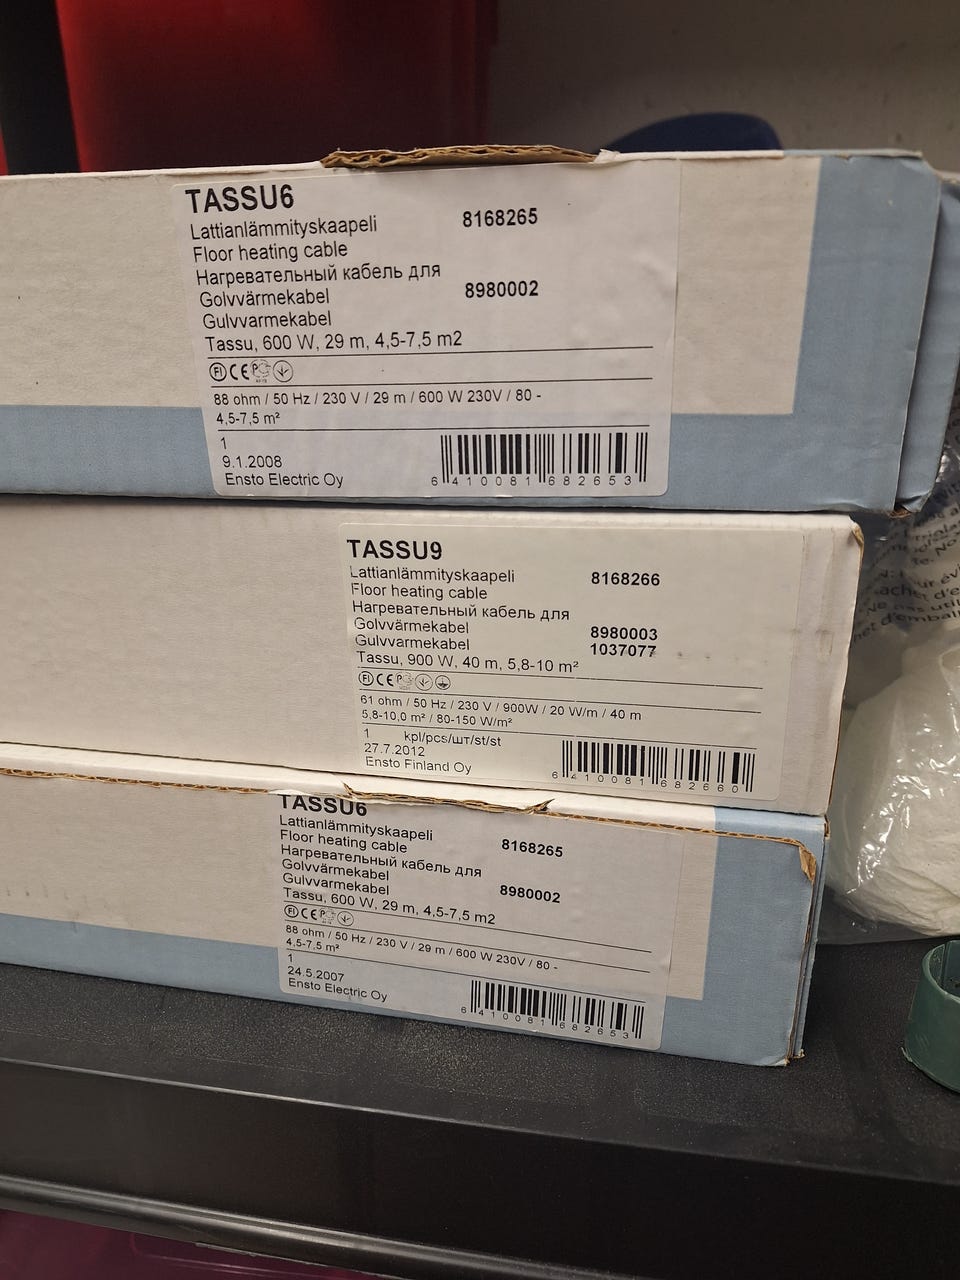 TASSU6
Lattianlämmityskaapeli
8168265
Floor heating cable
Нагревательный кабель для
Golvvärmekabel
8980002
Gulvvarmekabel
Tassu, 600 W, 29 m, 4,5-7,5 m2
FI CE
88 ohm / 50 Hz / 230 V / 29 m / 600 W 230V / 80 -
4,5-7,5 m²
1
9.1.2008
Ensto Electric Oy
6 410081 682653
TASSU9
Lattianlämmityskaapeli
8168266
Floor heating cable
Нагревательный кабель для
Golvvärmekabel
8980003
Gulvvarmekabel
1037077
Tassu, 900 W, 40 m, 5,8-10 m²
FI CE
61 ohm / 50 Hz / 230 V / 900W / 20 W/m / 40 m
5,8-10,0 m² / 80-150 W/m²
1 kpl/pcs/шт/st/st
27.7.2012
Ensto Finland Oy
6 410081 682660
TASSU6
Lattianlämmityskaapeli
8168265
Floor heating cable
Нагревательный кабель для
Golvvärmekabel
8980002
Gulvvarmekabel
Tassu, 600 W, 29 m, 4,5-7,5 m2
FI CE
88 ohm / 50 Hz / 230 V / 29 m / 600 W 230V / 80 -
4,5-7,5 m²
1
24.5.2007
Ensto Electric Oy
6 410081 682653